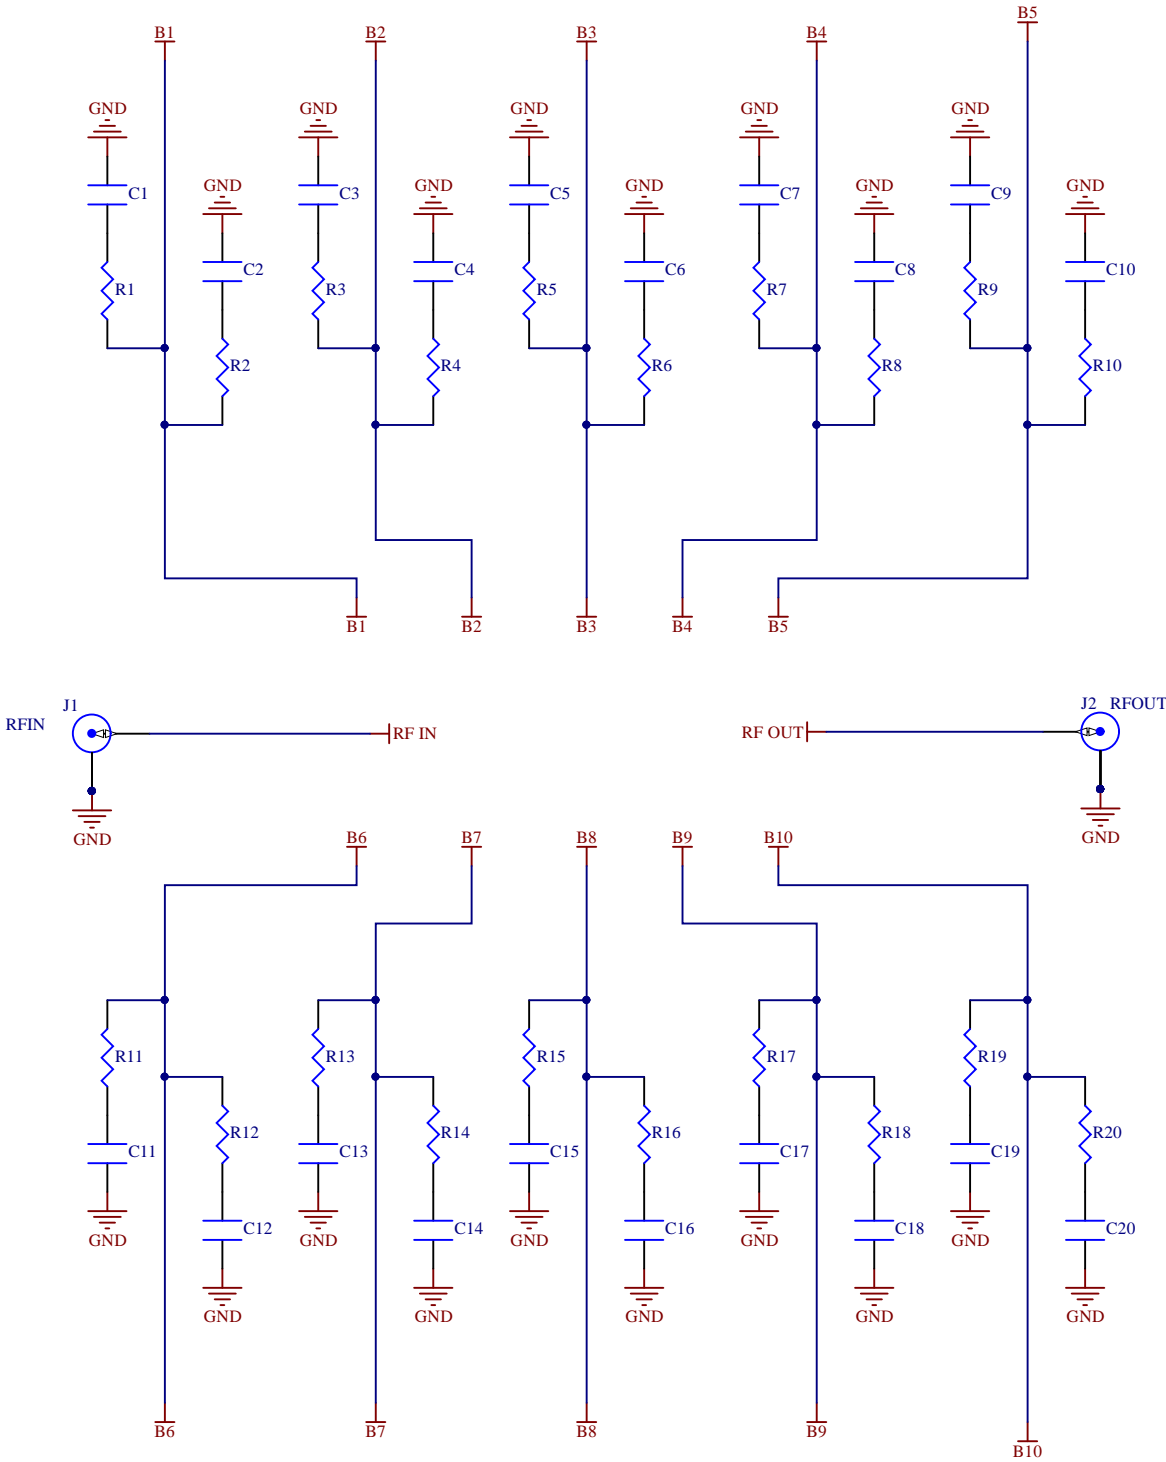 B1 B2 B3 B4 B5
GND GND GND GND GND
C1 C3 C5 C7 C9
GND GND GND GND GND
C2 C4 C6 C8 C10
R1 R3 R5 R7 R9
R2 R4 R6 R8 R10
B1 B2 B3 B4 B5
J1 J2 RFOUT
RFIN RF IN RF OUT
GND GND
B6 B7 B8 B9 B10
R11 R13 R15 R17 R19
R12 R14 R16 R18 R20
C11 C13 C15 C17 C19
C12 C14 C16 C18 C20
GND GND GND GND GND
GND GND GND GND GND
B6 B7 B8 B9 B10